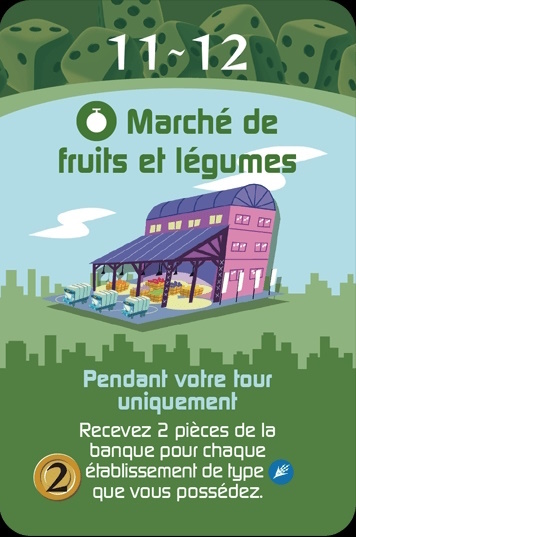 11~12
Marché de
fruits et légumes
Pendant votre tour
uniquement
Recevez 2 pièces de la
banque pour chaque
établissement de type
que vous possédez.
2